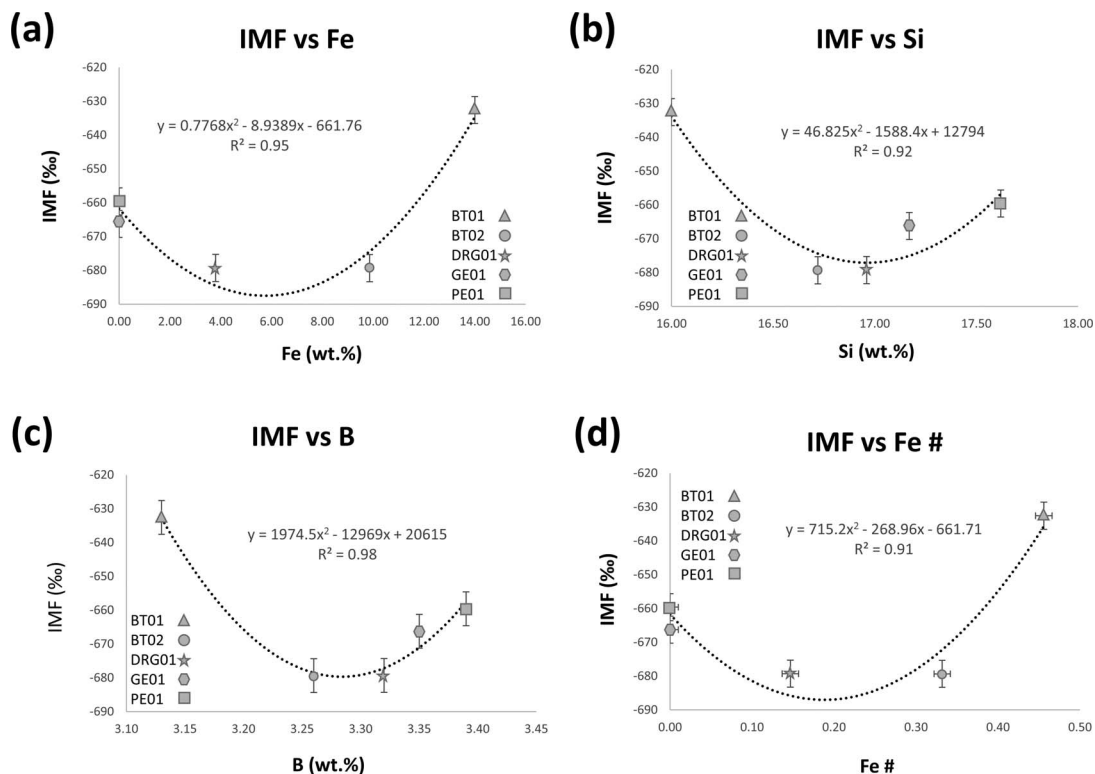 (a)
IMF vs Fe
-620
-630
-640
-650
-660
-670
-680
-690
IMF (‰)
y = 0.7768x² - 8.9389x - 661.76
R² = 0.95
BT01
BT02
DRG01
GE01
PE01
0.00 2.00 4.00 6.00 8.00 10.00 12.00 14.00 16.00
Fe (wt.%)
(b)
IMF vs Si
-620
-630
-640
-650
-660
-670
-680
-690
IMF (‰)
y = 46.825x² - 1588.4x + 12794
R² = 0.92
BT01
BT02
DRG01
GE01
PE01
16.00 16.50 17.00 17.50 18.00
Si (wt.%)
(c)
IMF vs B
-620
-630
-640
-650
-660
-670
-680
-690
IMF (‰)
y = 1974.5x² - 12969x + 20615
R² = 0.98
BT01
BT02
DRG01
GE01
PE01
3.10 3.15 3.20 3.25 3.30 3.35 3.40 3.45
B (wt.%)
(d)
IMF vs Fe #
-620
-630
-640
-650
-660
-670
-680
-690
IMF (‰)
BT01
BT02
DRG01
GE01
PE01
y = 715.2x² - 268.96x - 661.71
R² = 0.91
0.00 0.10 0.20 0.30 0.40 0.50
Fe #